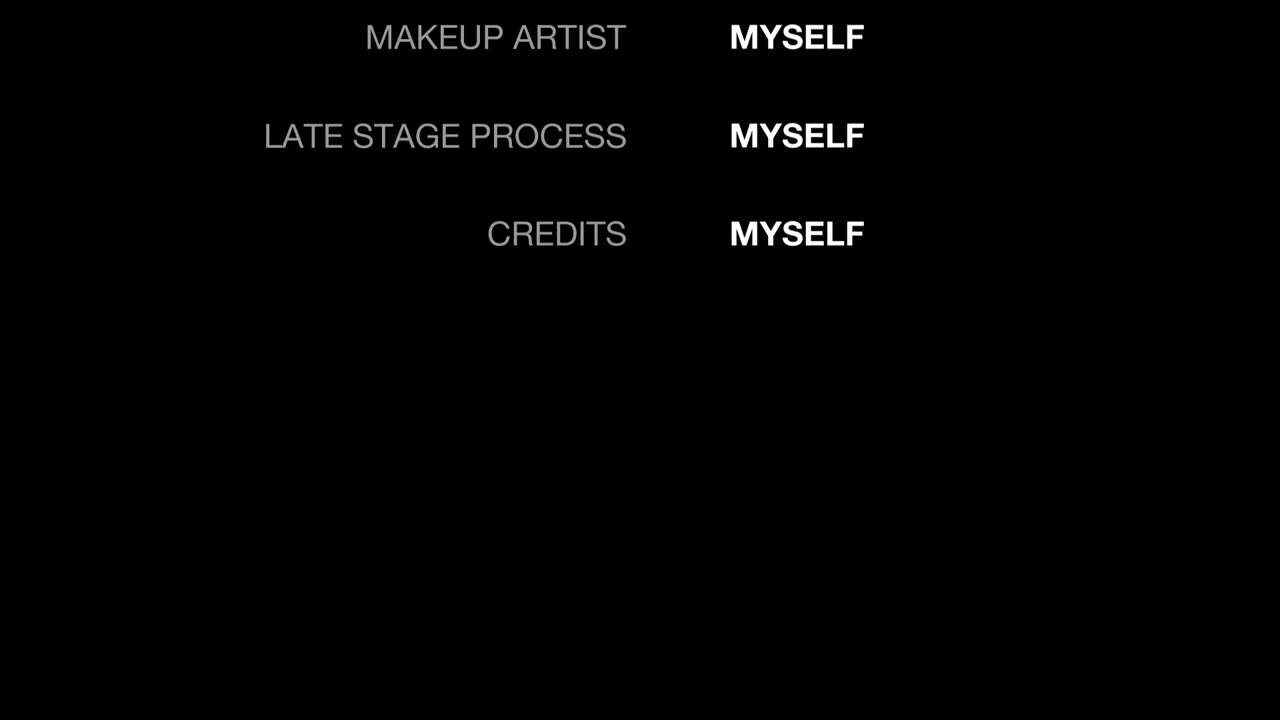 MAKEUP ARTIST MYSELF
LATE STAGE PROCESS MYSELF
CREDITS MYSELF